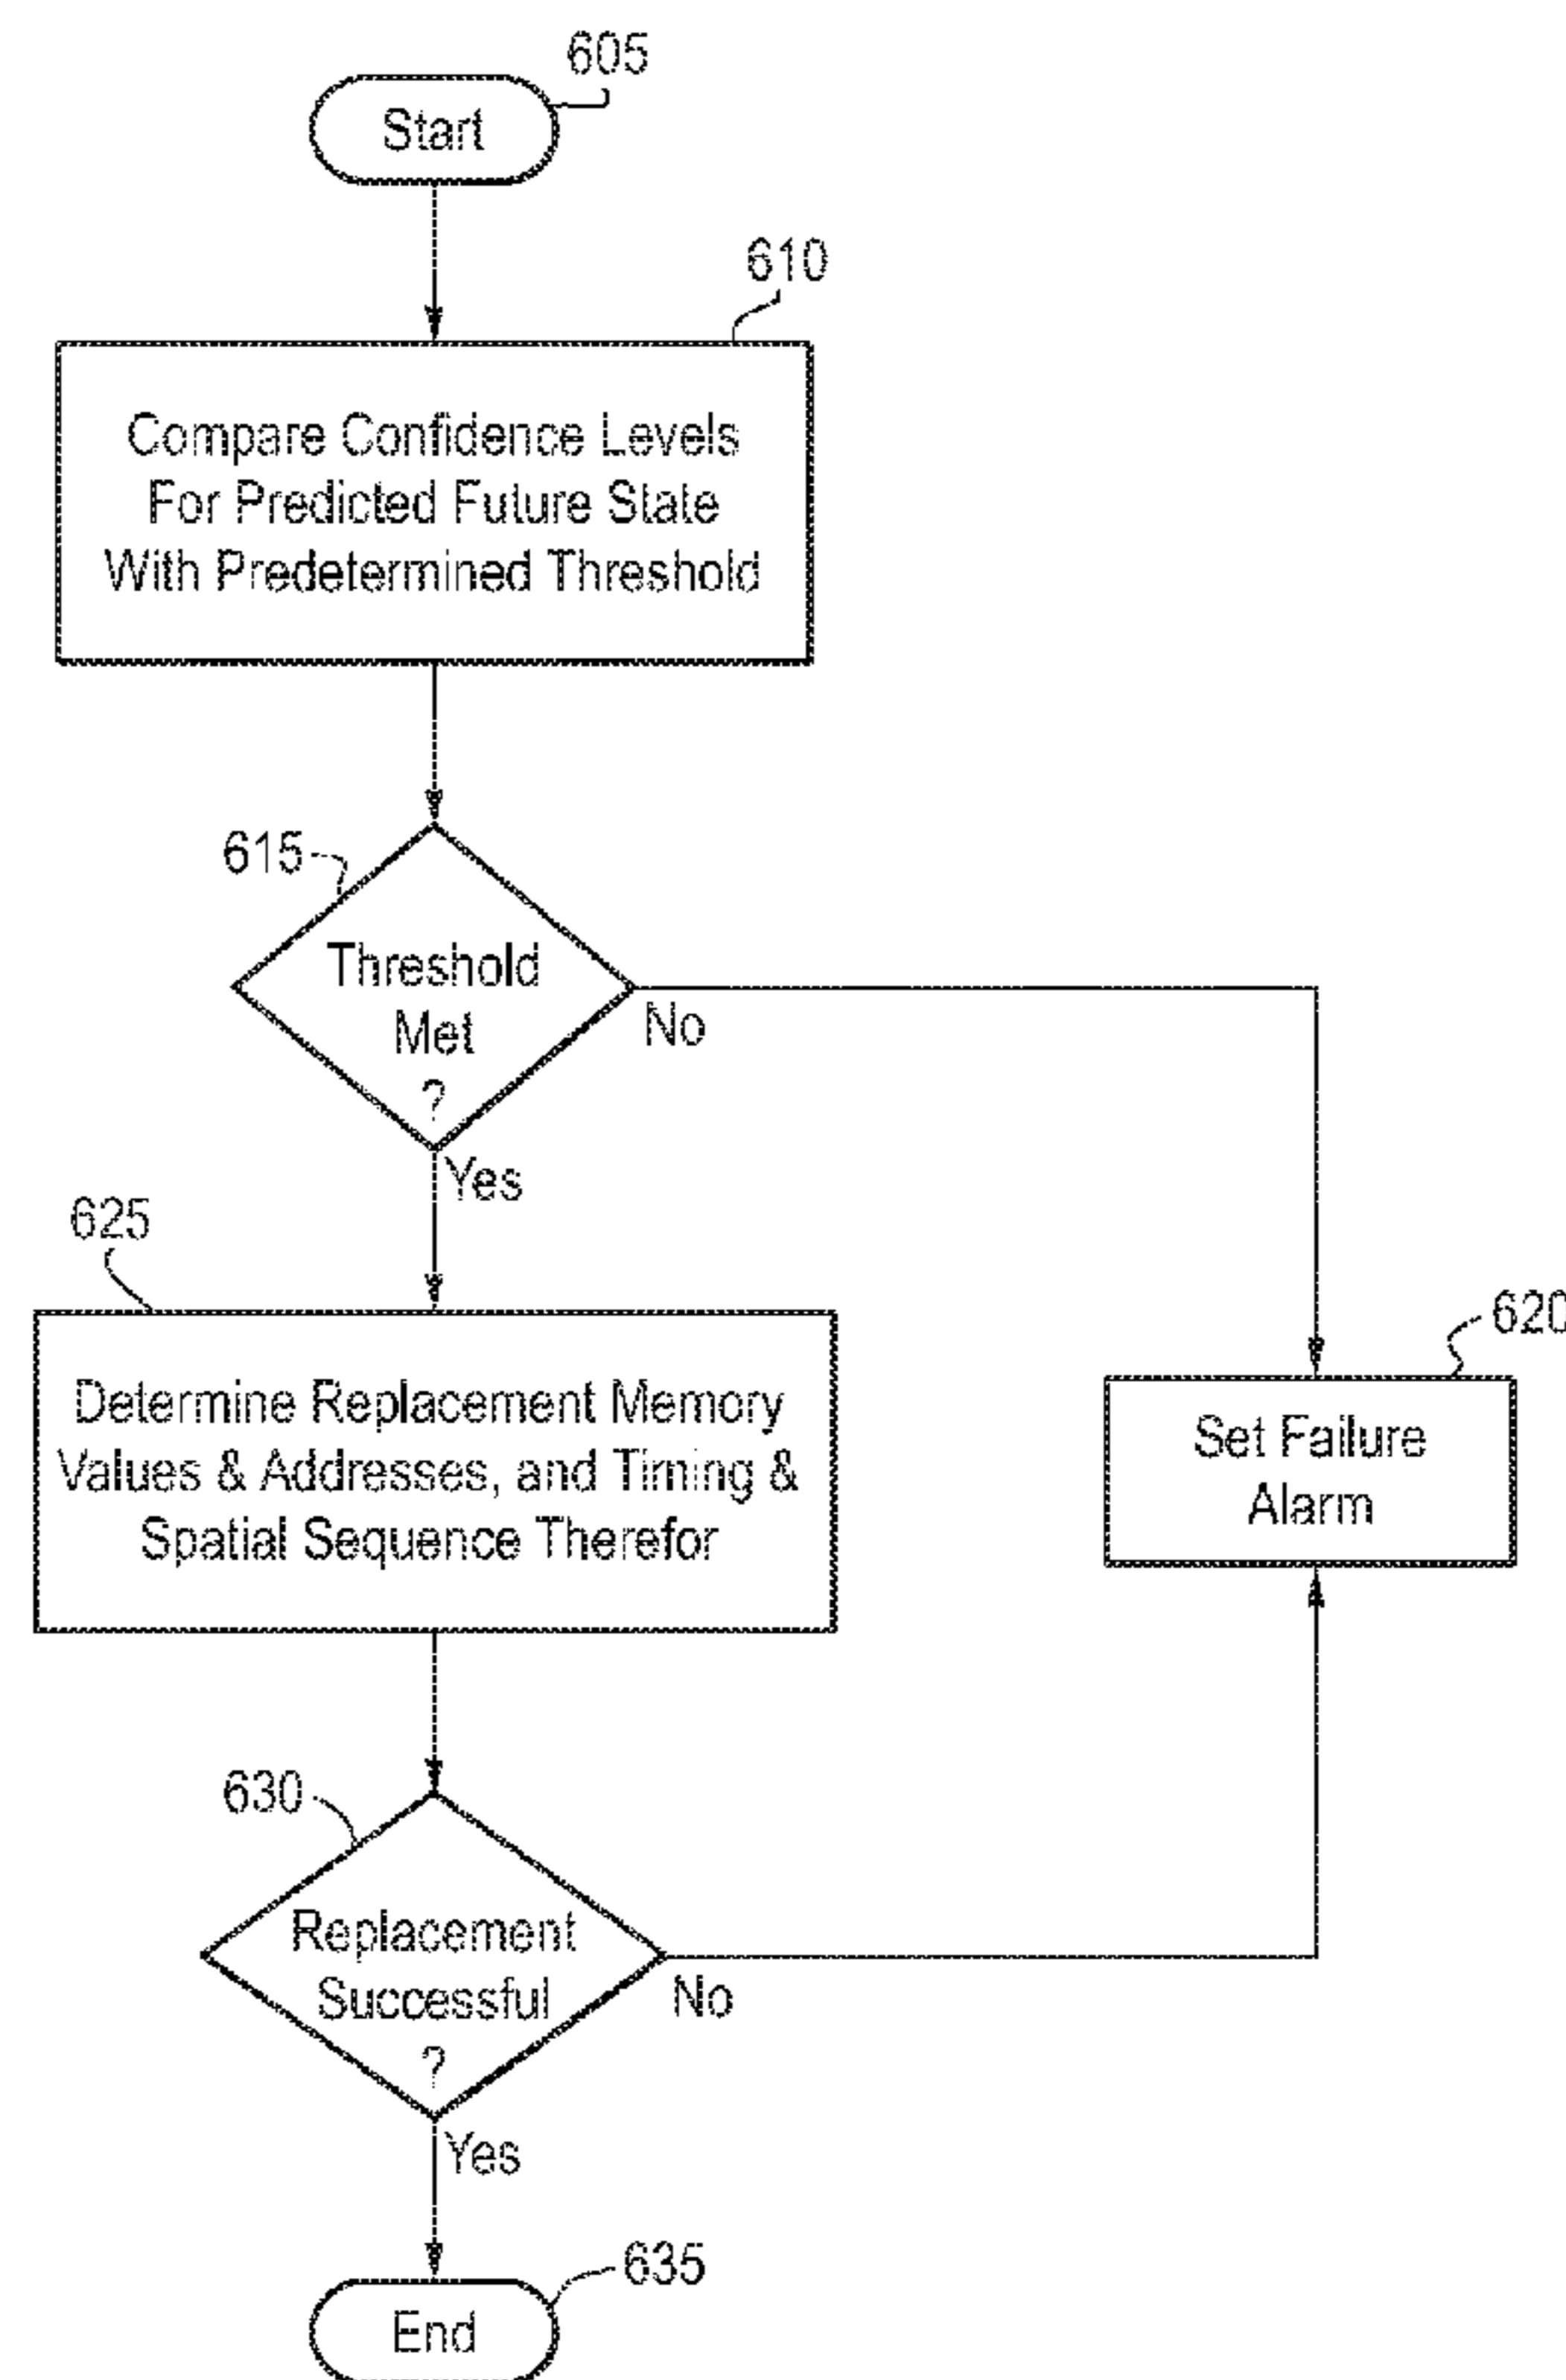 605
Start
610
Compare Confidence Levels
For Predicted Future State
With Predetermined Threshold
615
Threshold
Met
?
No
Yes
625
Determine Replacement Memory
Values & Addresses, and Timing &
Spatial Sequence Therefor
620
Set Failure
Alarm
630
Replacement
Successful
?
No
Yes
635
End